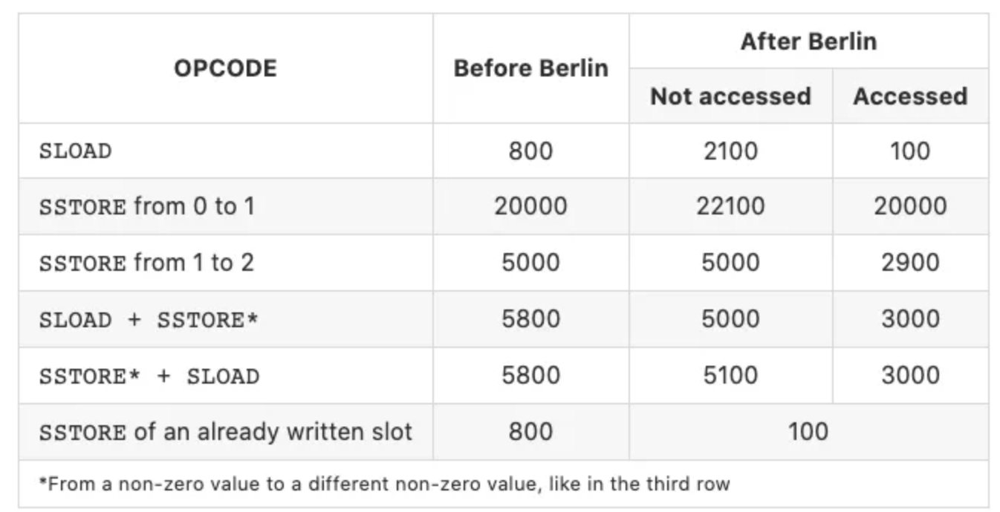 OPCODE Before Berlin After Berlin
Not accessed Accessed
SLOAD 800 2100 100
SSTORE from 0 to 1 20000 22100 20000
SSTORE from 1 to 2 5000 5000 2900
SLOAD + SSTORE* 5800 5000 3000
SSTORE* + SLOAD 5800 5100 3000
SSTORE of an already written slot 800 100
*From a non-zero value to a different non-zero value, like in the third row